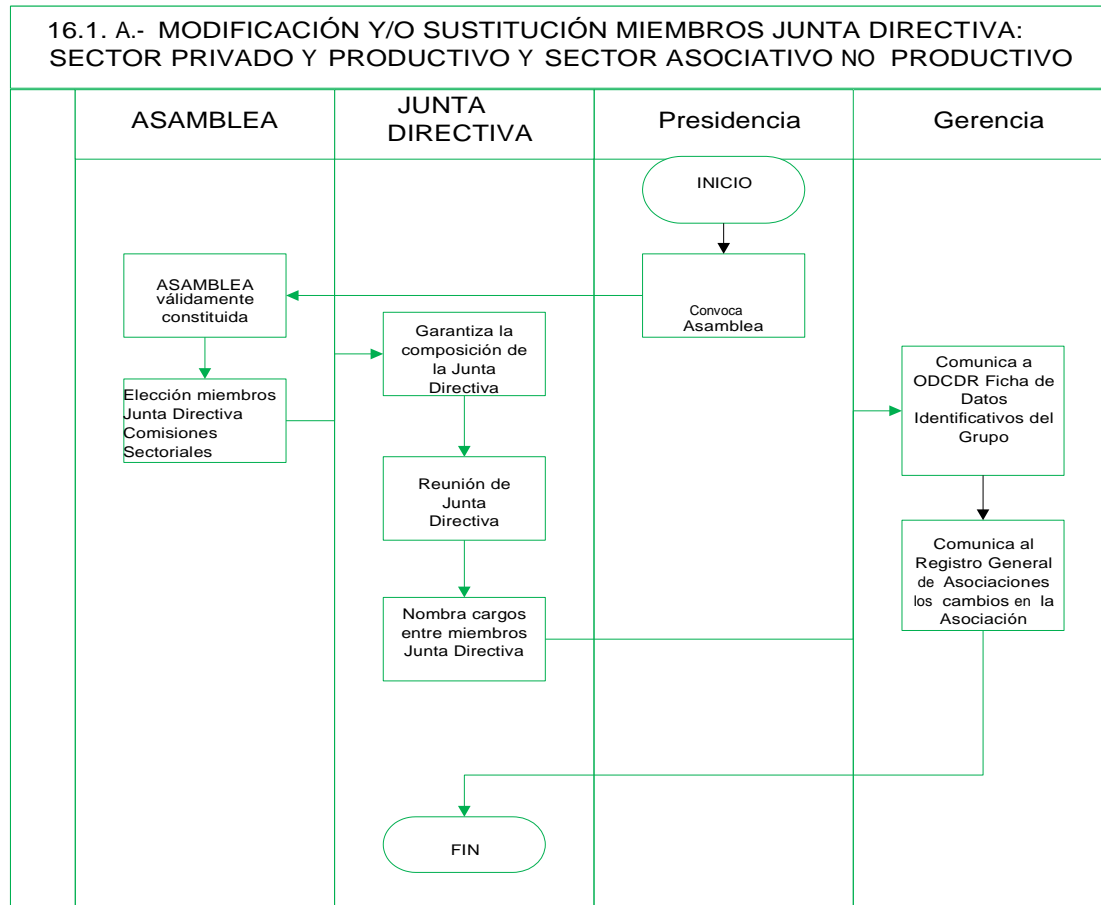 16.1. A.- MODIFICACIÓN Y/O SUSTITUCIÓN MIEMBROS JUNTA DIRECTIVA:
SECTOR PRIVADO Y PRODUCTIVO Y SECTOR ASOCIATIVO NO PRODUCTIVO
ASAMBLEA
JUNTA
DIRECTIVA
Presidencia
Gerencia
INICIO
Convoca
Asamblea
ASAMBLEA
válidamente
constituida
Elección miembros
Junta Directiva
Comisiones
Sectoriales
Garantiza la
composición de
la Junta
Directiva
Reunión de
Junta
Directiva
Nombra cargos
entre miembros
Junta Directiva
Comunica a
ODCDR Ficha de
Datos
Identificativos del
Grupo
Comunica al
Registro General
de Asociaciones
los cambios en la
Asociación
FIN